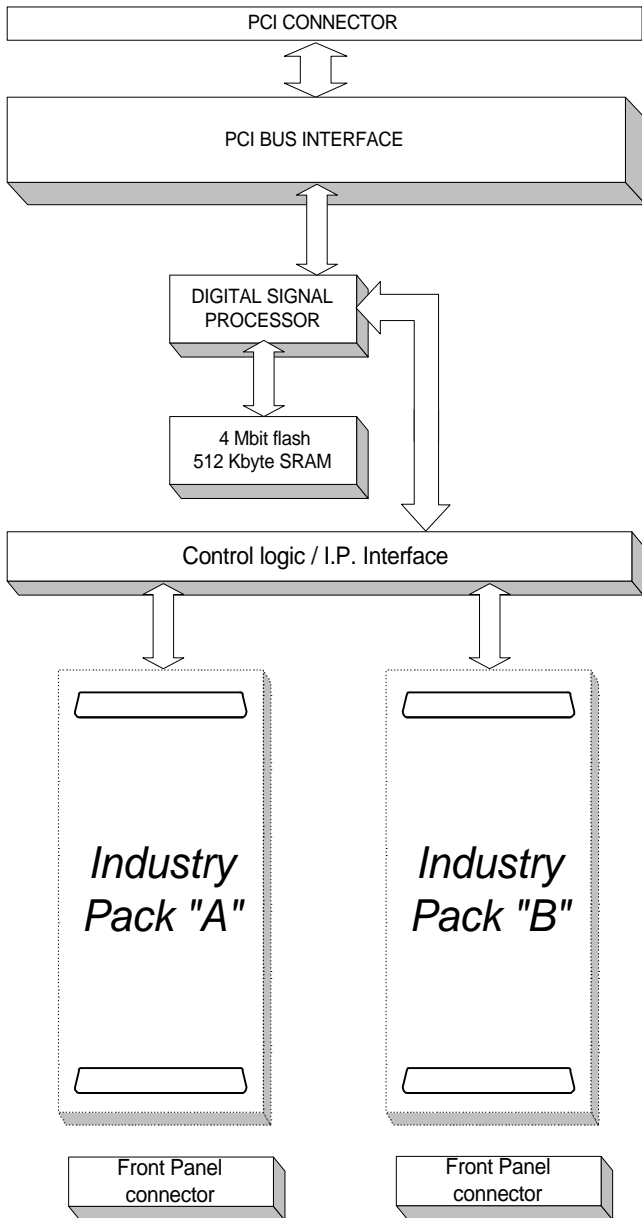 PCI CONNECTOR
PCI BUS INTERFACE
DIGITAL SIGNAL
PROCESSOR
4 Mbit flash
512 Kbyte SRAM
Control logic / I.P. Interface
Industry
Pack "A"
Industry
Pack "B"
Front Panel
connector
Front Panel
connector